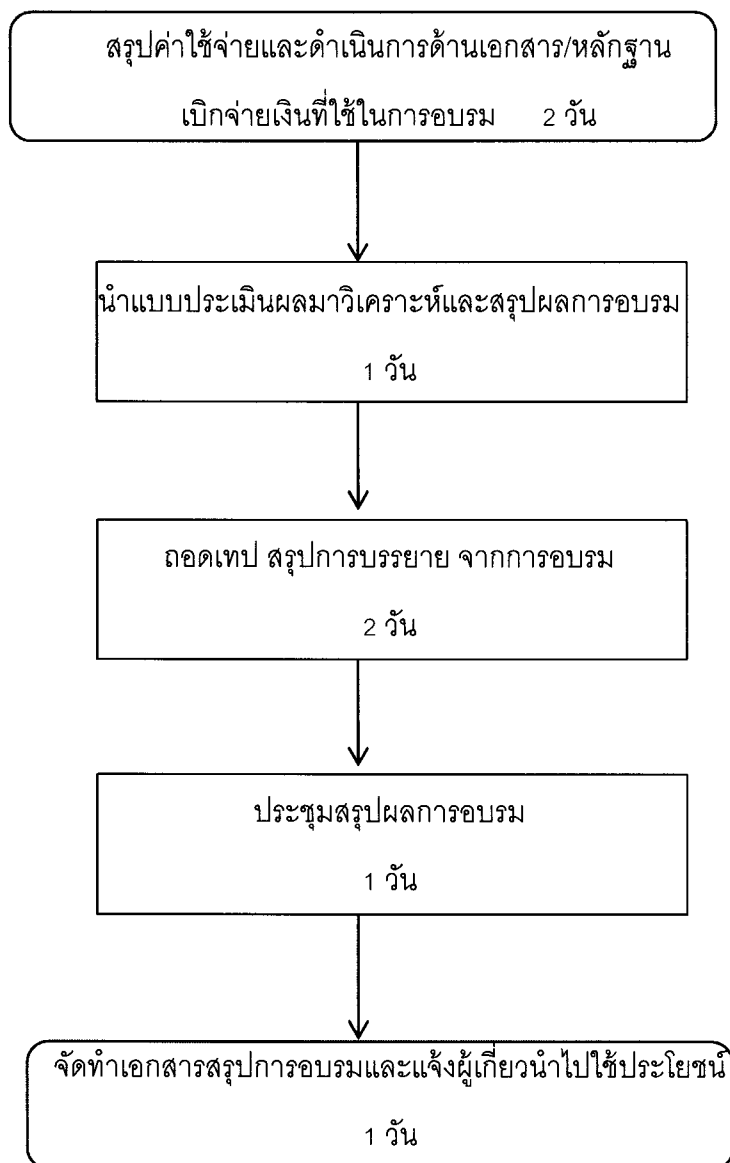 สรุปค่าใช้จ่ายและดำเนินการด้านเอกสาร/หลักฐาน
เบิกจ่ายเงินที่ใช้ในการอบรม 2 วัน
นำแบบประเมินผลมาวิเคราะห์และสรุปผลการอบรม
1 วัน
ถอดเทป สรุปการบรรยาย จากการอบรม
2 วัน
ประชุมสรุปผลการอบรม
1 วัน
จัดทำเอกสารสรุปการอบรมและแจ้งผู้เกี่ยวนำไปใช้ประโยชน์
1 วัน